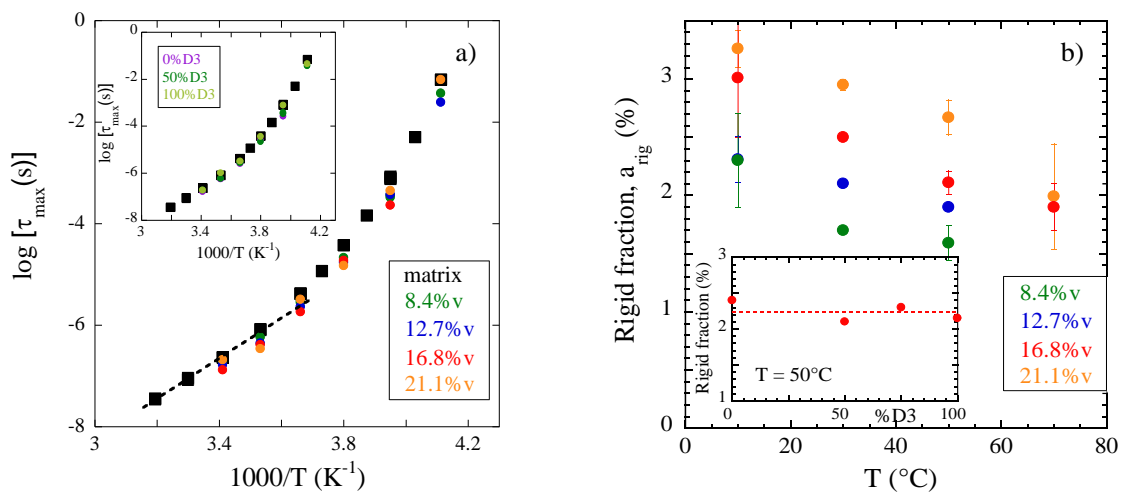 a)
0
-2
-4
-6
-8
3
3.4
3.8
4.2
log [τmax(s)]
1000/T (K-1)
matrix
8.4%v
12.7%v
16.8%v
21.1%v
0
-2
-4
-6
-8
3
3.4
3.8
4.2
log [τmax(s)]
1000/T (K-1)
0%D3
50%D3
100%D3
b)
3
2
1
0
0
20
40
60
80
Rigid fraction, arig (%)
T (°C)
8.4%v
12.7%v
16.8%v
21.1%v
3
2
1
0
50
100
Rigid fraction (%)
%D3
T = 50°C